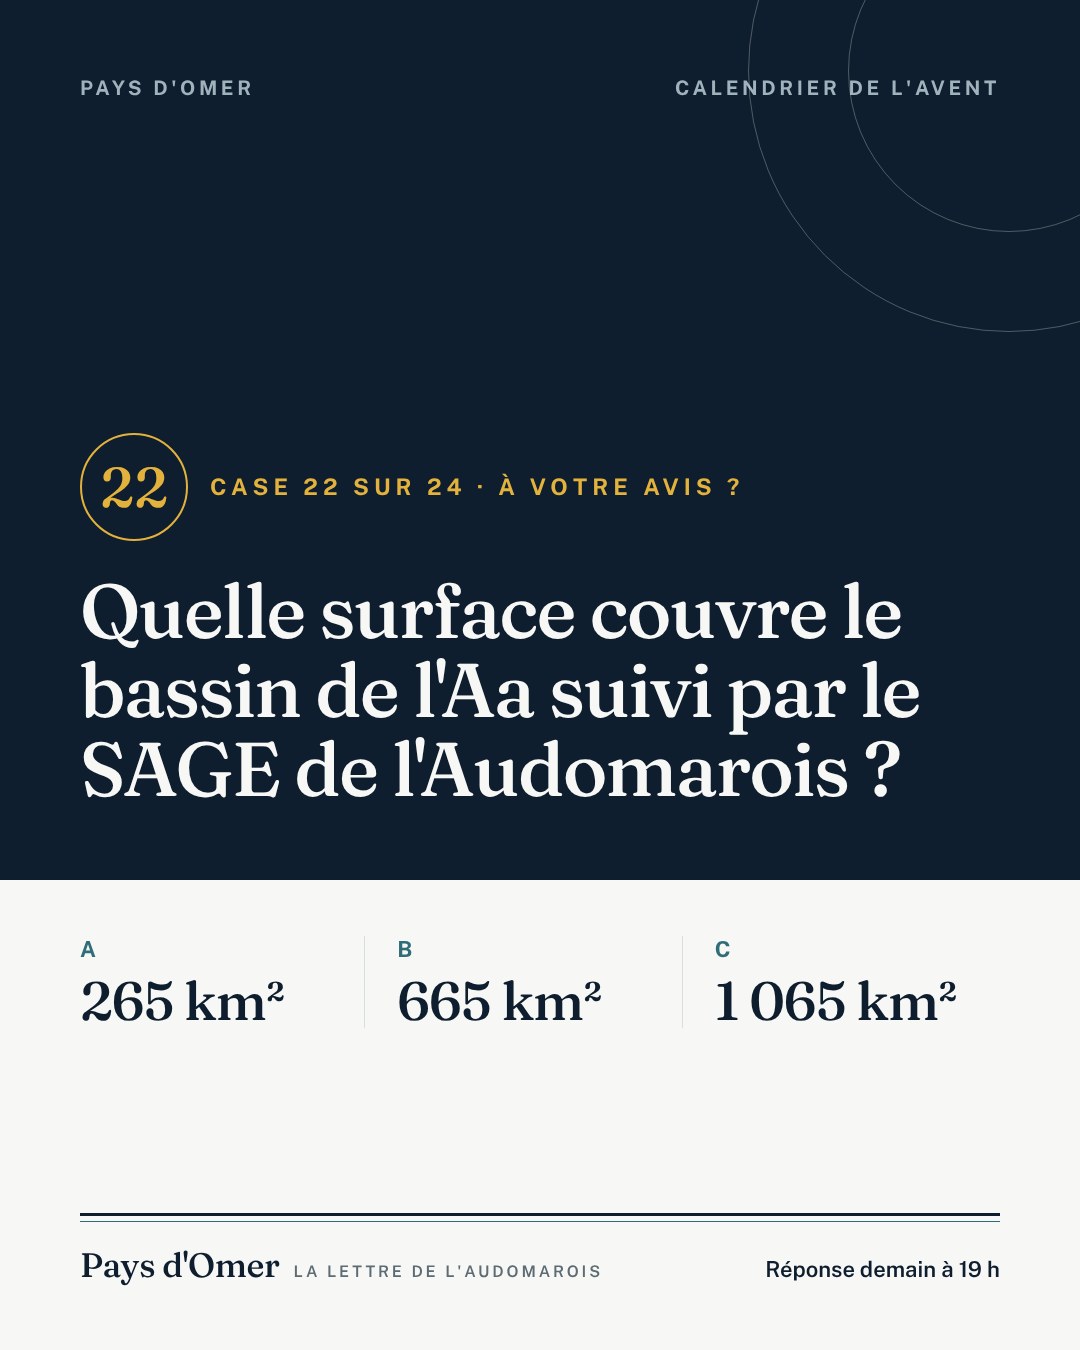 PAYS D'OMER
CALENDRIER DE L'AVENT
22
CASE 22 SUR 24 · À VOTRE AVIS ?
Quelle surface couvre le
bassin de l'Aa suivi par le
SAGE de l'Audomarois ?
A
265 km²
B
665 km²
C
1 065 km²
Pays d'Omer LA LETTRE DE L'AUDOMAROIS
Réponse demain à 19 h